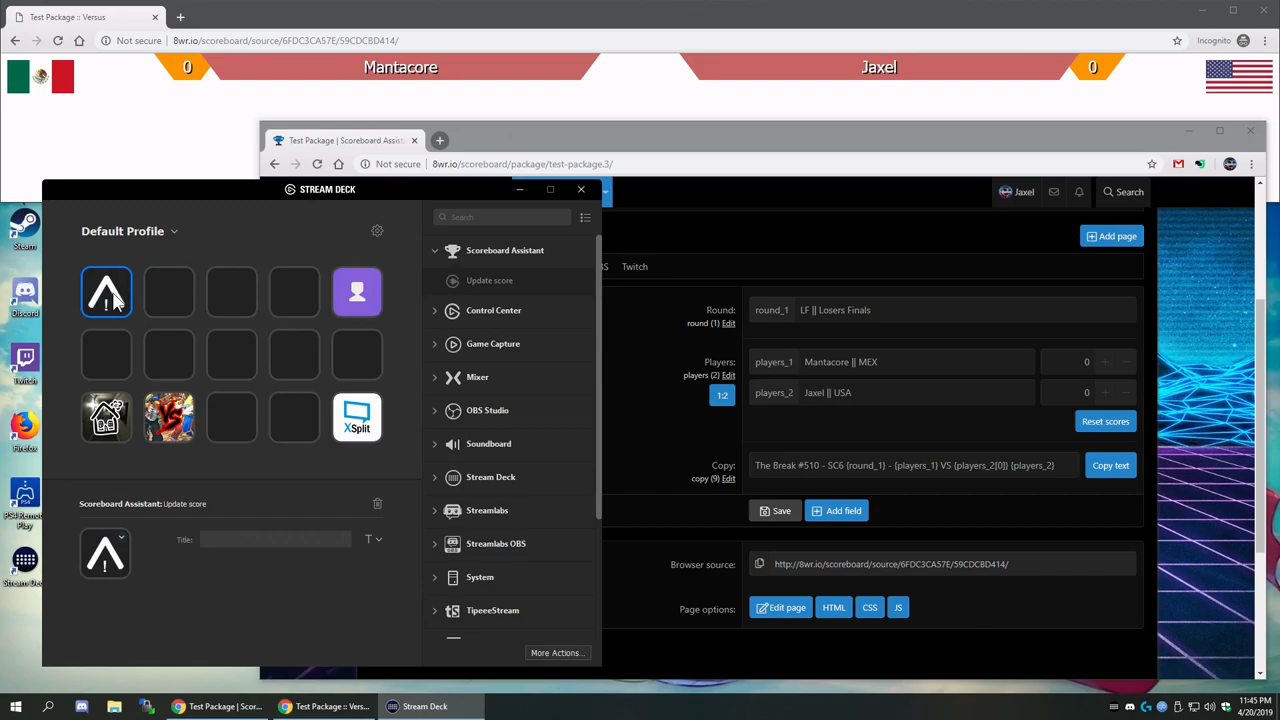 Test Package :: Versus
Not secure 8wr.io/scoreboard/source/6FDC3CA57E/59CDCBD414/
Incognito
0 Mantacore Jaxel 0
Test Package | Scoreboard Assist
Not secure 8wr.io/scoreboard/package/test-package.3/
STREAM DECK
Jaxel Search
Default Profile
Search
Add page
Scoreboard Assistant
Update score
Control Center
Game Capture
Mixer
OBS Studio
Soundboard
Stream Deck
Streamlabs
Streamlabs OBS
System
TipeeeStream
More Actions...
VS
XSplit
Scoreboard Assistant: Update score
Title:
T
BS Twitch
Round:
round (1) Edit
round_1 LF || Losers Finals
Players:
players (2) Edit
1:2
players_1 Mantacore || MEX 0 + −
players_2 Jaxel || USA 0 + −
Reset scores
Copy:
copy (9) Edit
The Break #510 - SC6 {round_1} - {players_1} VS {players_2[0]} {players_2}
Copy text
Save Add field
Browser source: http://8wr.io/scoreboard/source/6FDC3CA57E/59CDCBD414/
Page options: Edit page HTML CSS JS
Steam
Discord
Twitch
Firefox
PS4 Remote
Play
Stream Dec
Test Package | Scor...
Test Package :: Vers...
Stream Deck
11:45 PM
4/20/2019